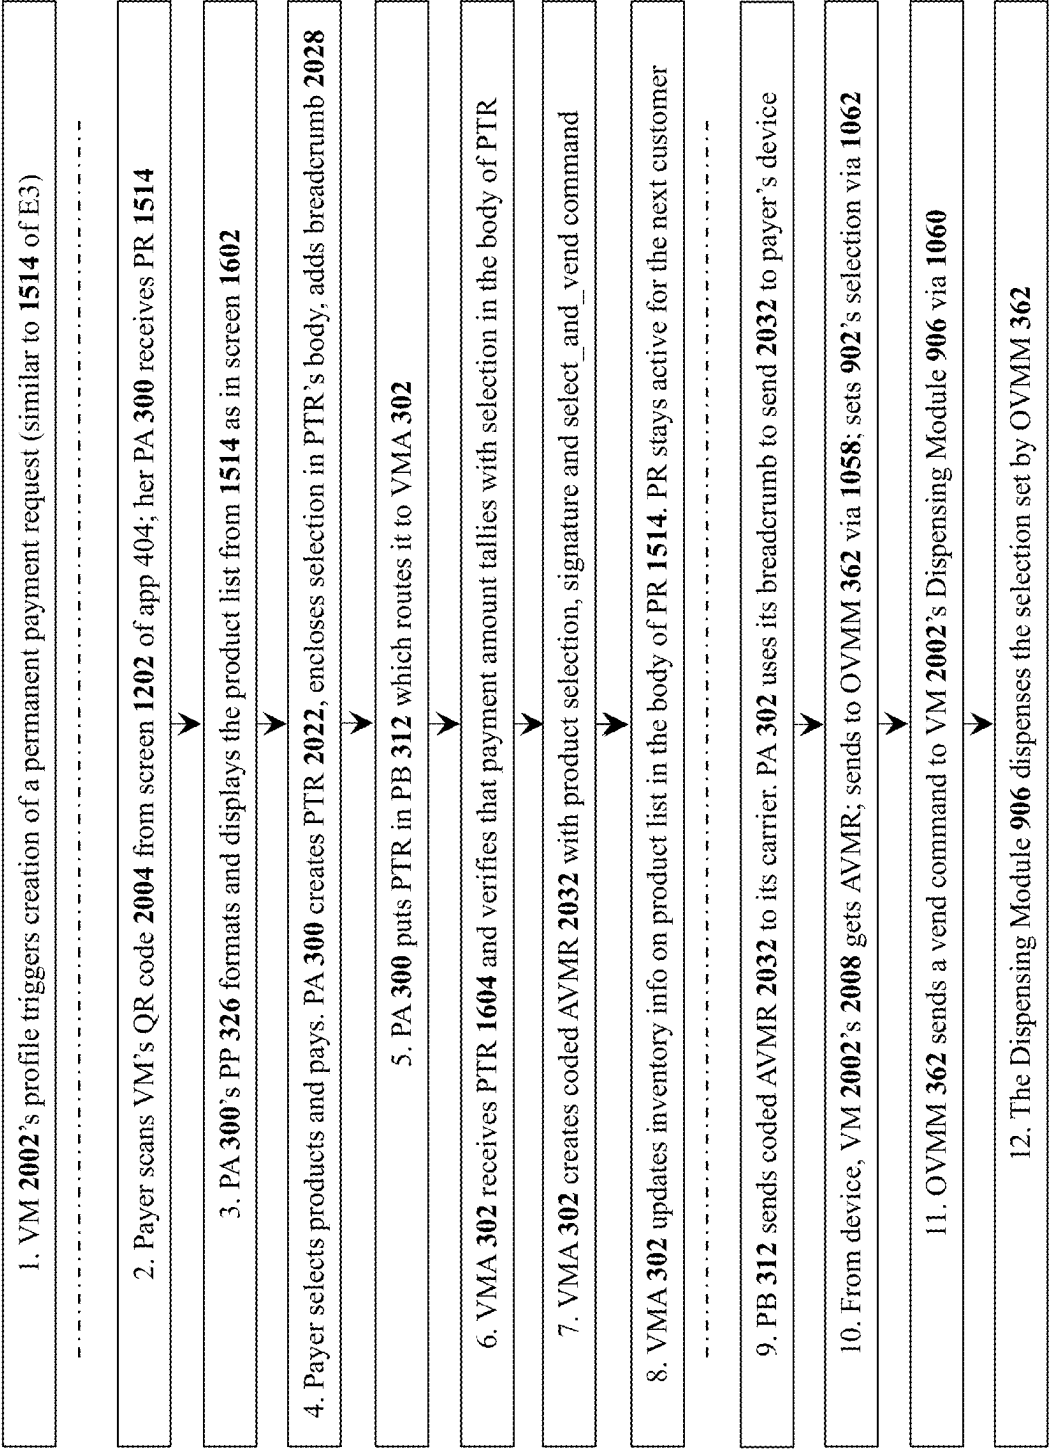 1. VM 2002's profile triggers creation of a permanent payment request (similar to 1514 of E3)
2. Payer scans VM's QR code 2004 from screen 1202 of app 404; her PA 300 receives PR 1514
3. PA 300's PP 326 formats and displays the product list from 1514 as in screen 1602
4. Payer selects products and pays. PA 300 creates PTR 2022, encloses selection in PTR's body, adds breadcrumb 2028
5. PA 300 puts PTR in PB 312 which routes it to VMA 302
6. VMA 302 receives PTR 1604 and verifies that payment amount tallies with selection in the body of PTR
7. VMA 302 creates coded AVMR 2032 with product selection, signature and select_and_vend command
8. VMA 302 updates inventory info on product list in the body of PR 1514. PR stays active for the next customer
9. PB 312 sends coded AVMR 2032 to its carrier. PA 302 uses its breadcrumb to send 2032 to payer's device
10. From device, VM 2002's 2008 gets AVMR; sends to OVMM 362 via 1058; sets 902's selection via 1062
11. OVMM 362 sends a vend command to VM 2002's Dispensing Module 906 via 1060
12. The Dispensing Module 906 dispenses the selection set by OVMM 362